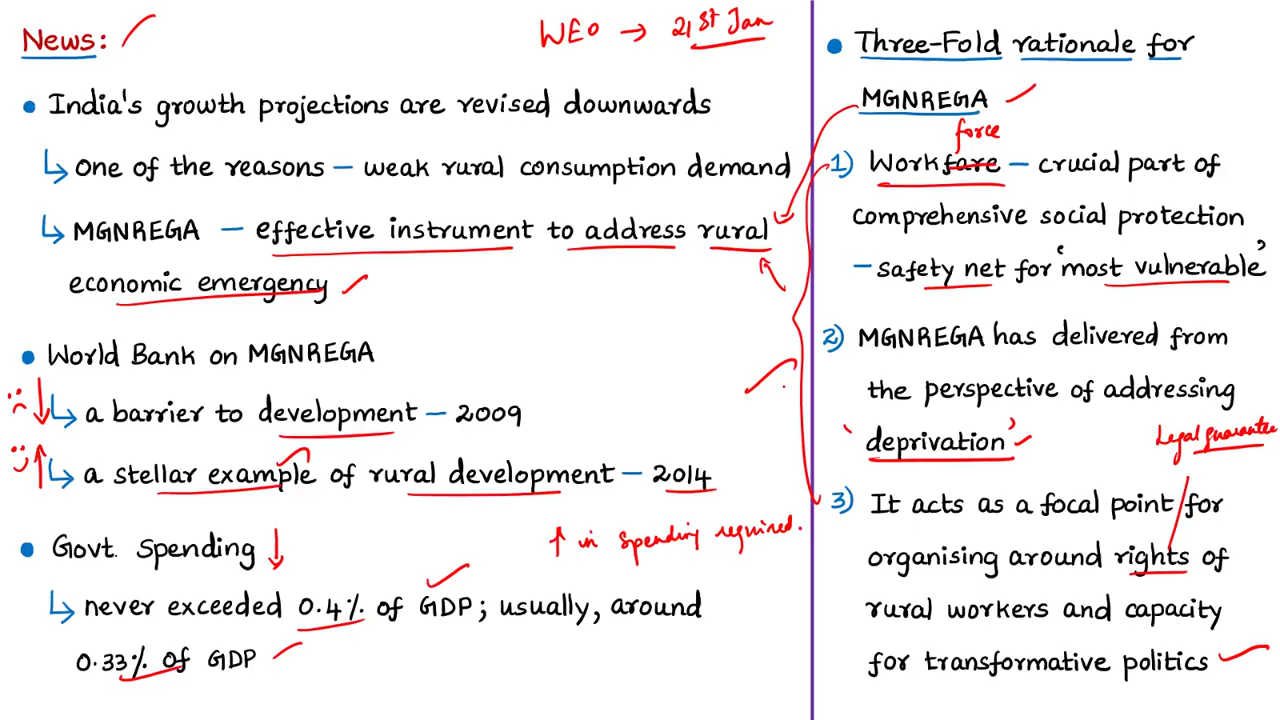 News:
WEO → 21st Jan
• India's growth projections are revised downwards
↳ One of the reasons – weak rural consumption demand
↳ MGNREGA – effective instrument to address rural
economic emergency
• World Bank on MGNREGA
↳ a barrier to development – 2009
↳ a stellar example of rural development – 2014
• Govt. Spending ↓
↑ in spending required.
↳ never exceeded 0.4% of GDP; usually, around
0.33% of GDP
• Three-Fold rationale for
MGNREGA
force
1) Workfare – crucial part of
comprehensive social protection
– safety net for 'most vulnerable'
2) MGNREGA has delivered from
the perspective of addressing
'deprivation'
Legal guarantee
3) It acts as a focal point for
organising around rights of
rural workers and capacity
for transformative politics